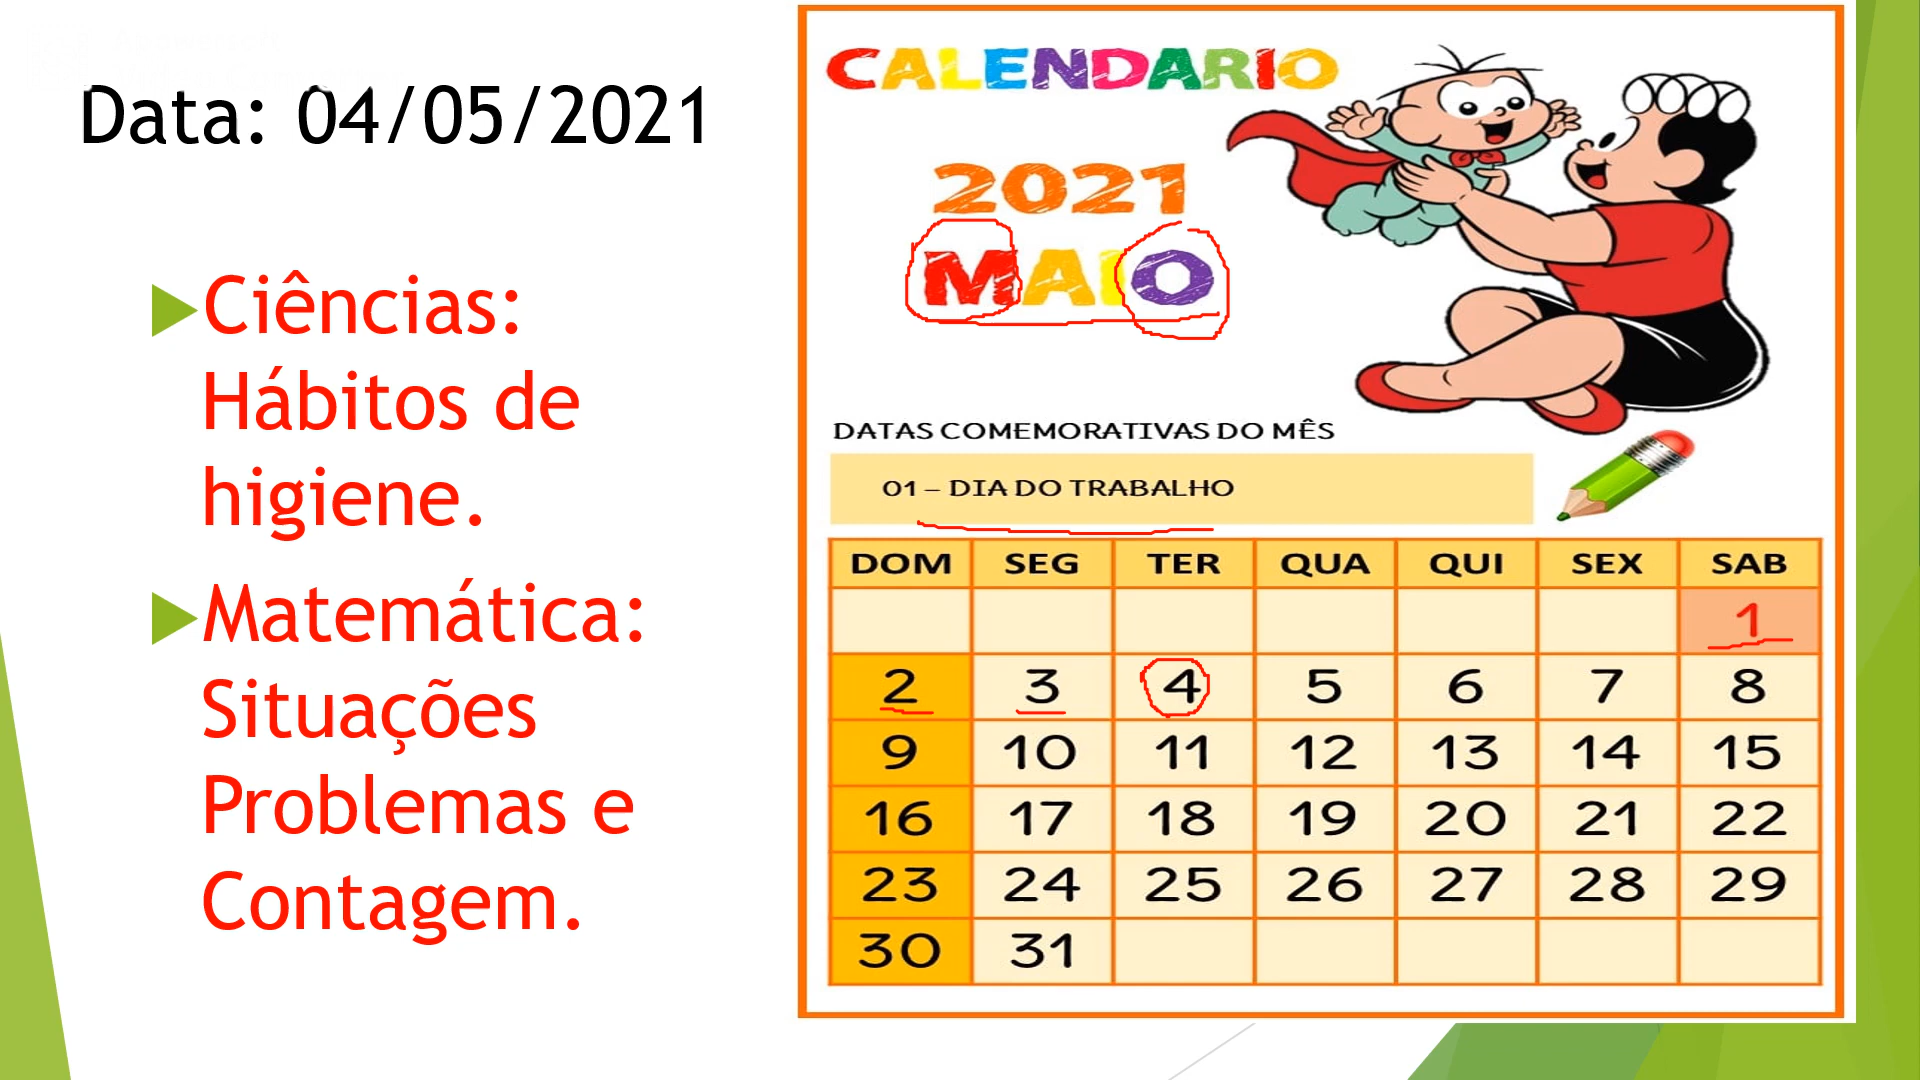 Data: 04/05/2021
Ciências:
Hábitos de
higiene.
Matemática:
Situações
Problemas e
Contagem.
CALENDARIO
2021
MAIO
DATAS COMEMORATIVAS DO MÊS
01 – DIA DO TRABALHO
DOM SEG TER QUA QUI SEX SAB
1
2 3 4 5 6 7 8
9 10 11 12 13 14 15
16 17 18 19 20 21 22
23 24 25 26 27 28 29
30 31